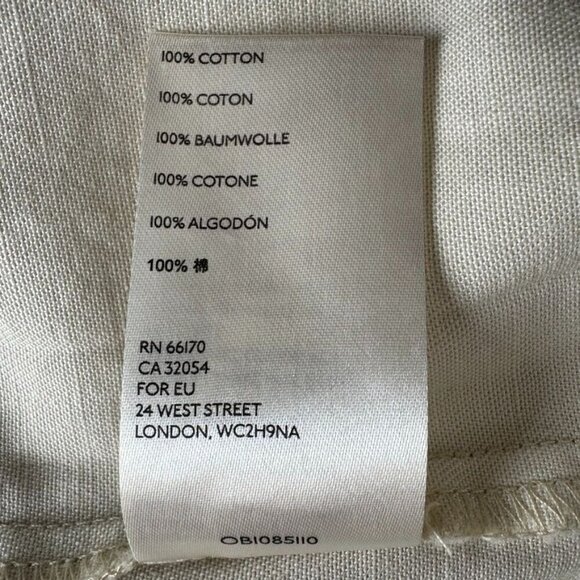 100% COTTON
100% COTON
100% BAUMWOLLE
100% COTONE
100% ALGODÓN
100% 棉
RN 66170
CA 32054
FOR EU
24 WEST STREET
LONDON, WC2H9NA
OB1085110